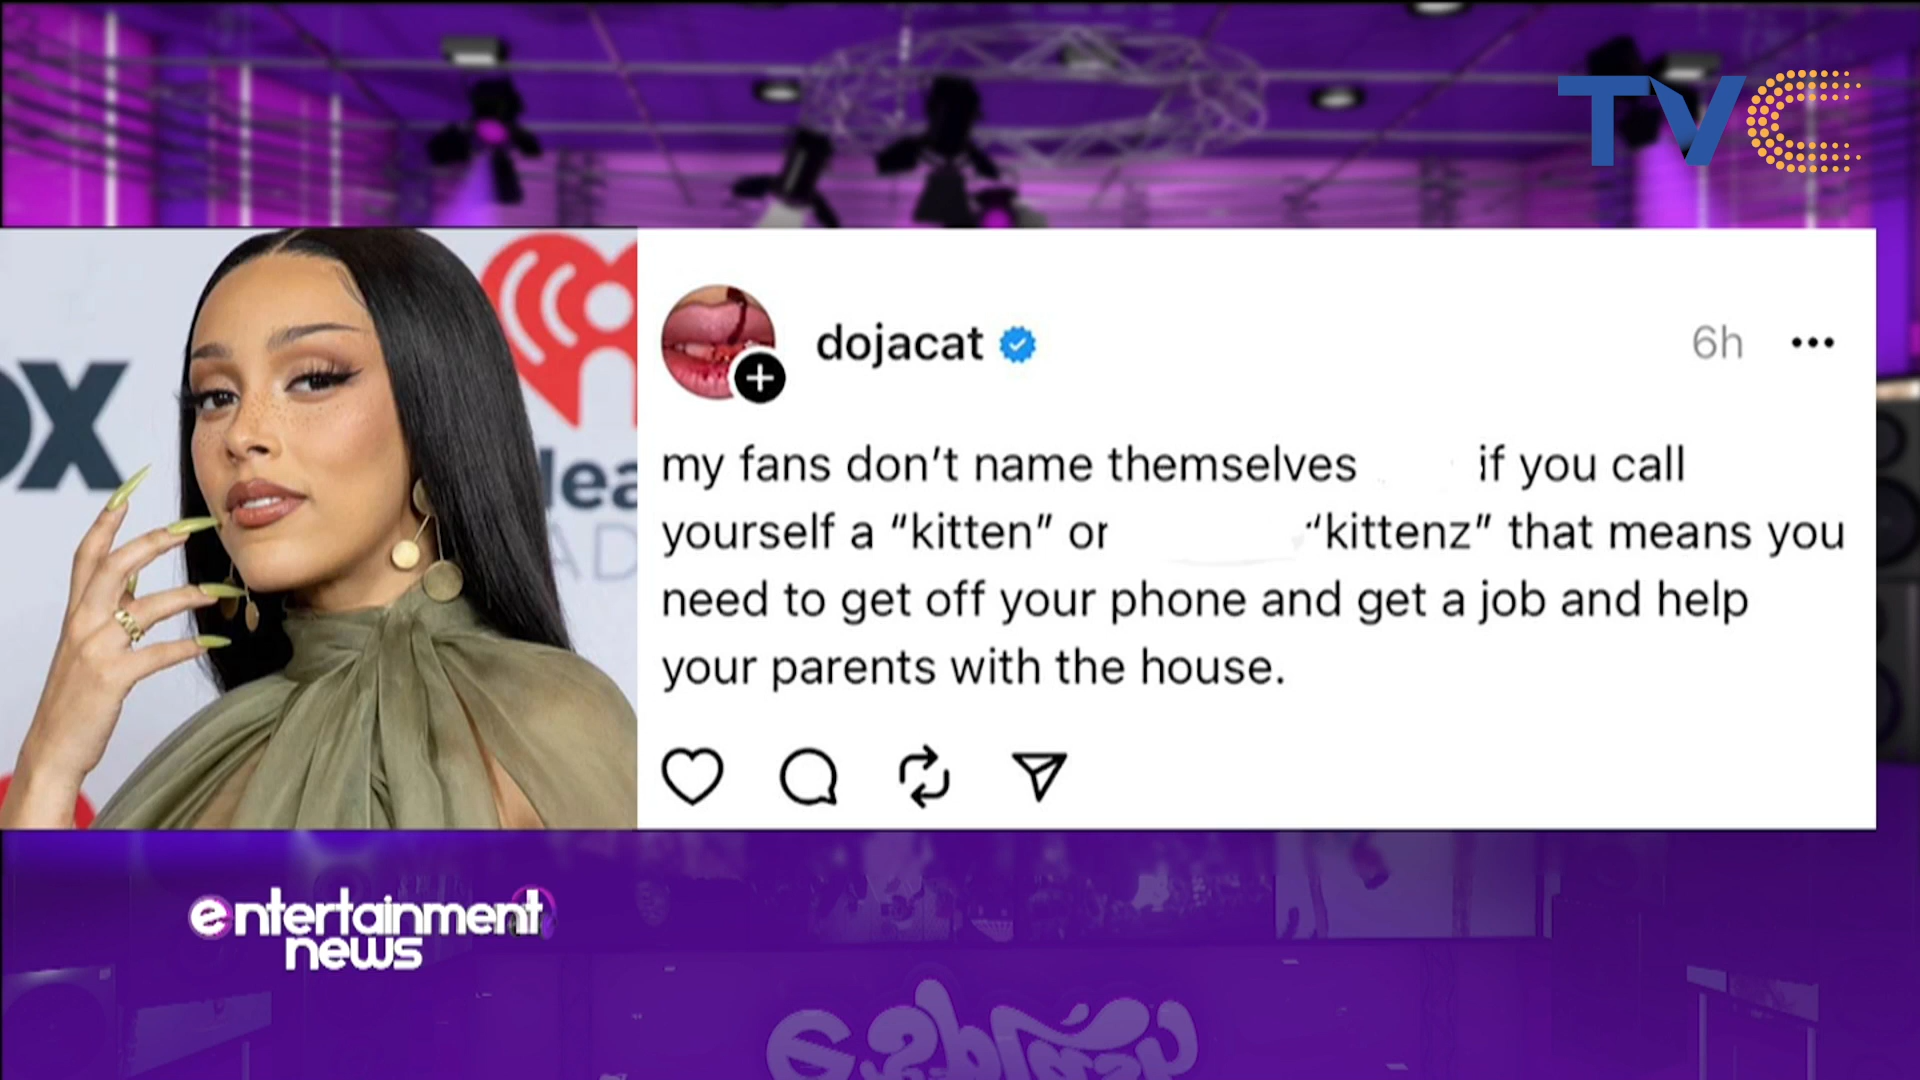 TVC
OX
dojacat
6h
my fans don't name themselves if you call
yourself a "kitten" or "kittenz" that means you
need to get off your phone and get a job and help
your parents with the house.
entertainment
news